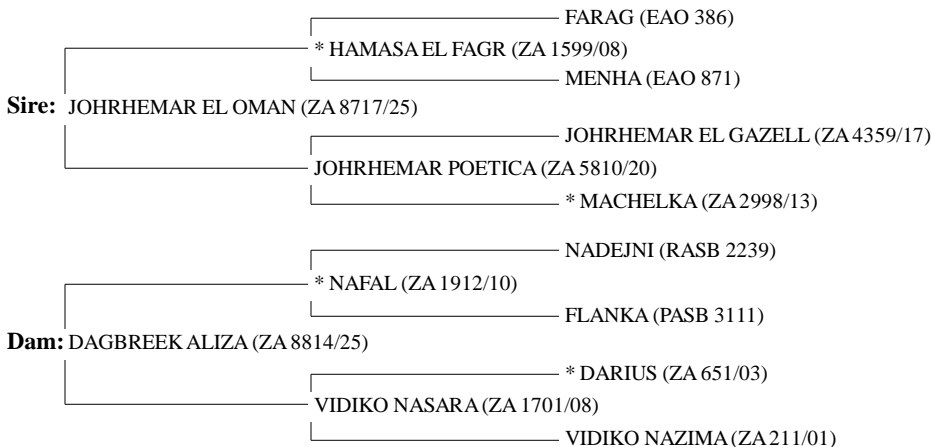 FARAG (EAO 386)
* HAMASA EL FAGR (ZA 1599/08)
MENHA (EAO 871)
Sire: JOHRHEMAR EL OMAN (ZA 8717/25)
JOHRHEMAR EL GAZELL (ZA 4359/17)
JOHRHEMAR POETICA (ZA 5810/20)
* MACHELKA (ZA 2998/13)
NADEJNI (RASB 2239)
* NAFAL (ZA 1912/10)
FLANKA (PASB 3111)
Dam: DAGBREEK ALIZA (ZA 8814/25)
* DARIUS (ZA 651/03)
VIDIKO NASARA (ZA 1701/08)
VIDIKO NAZIMA (ZA 211/01)